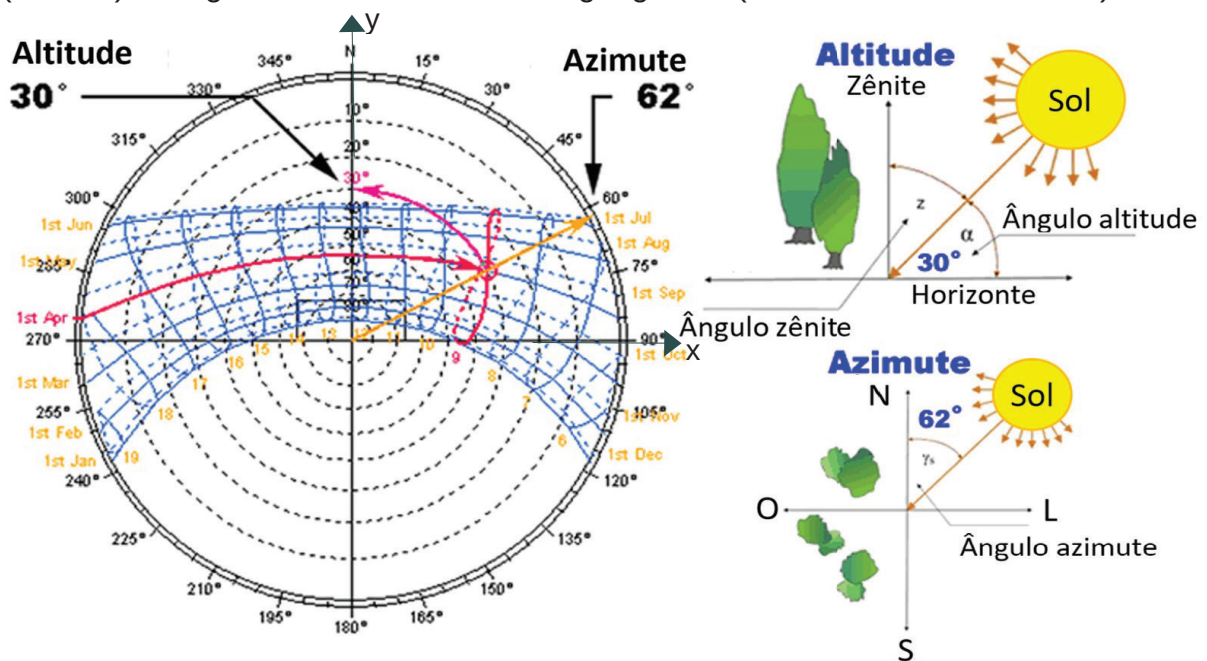 y
Altitude
30°
Azimute
62°
N
345°
15°
330°
30°
315°
45°
300°
60°
75°
270°
90°
255°
105°
240°
120°
225°
135°
210°
150°
195°
165°
180°
10°
20°
30°
1st Jun
1st May
1st Apr
1st Mar
1st Feb
1st Jan
1st Jul
1st Aug
1st Sep
1st Oct
1st Nov
1st Dec
19
18
17
16
15
14
13
12
11
10
9
8
7
6
x
Altitude
Zênite
Sol
z
Ângulo altitude
α
30°
Horizonte
Ângulo zênite
Azimute
N
Sol
62°
γs
O
L
Ângulo azimute
S